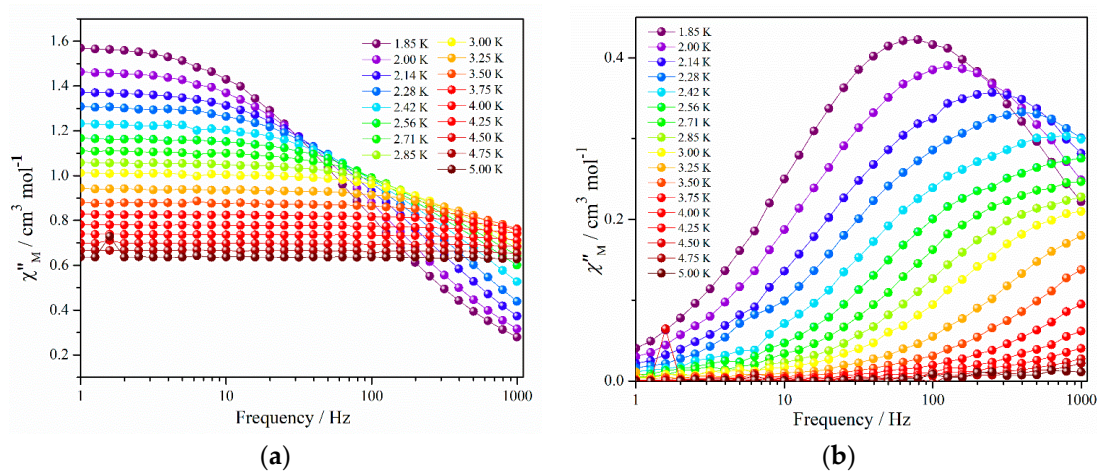 1.6
1.4
1.2
1.0
0.8
0.6
0.4
0.2
χ"M / cm³ mol⁻¹
1.85 K 3.00 K
2.00 K 3.25 K
2.14 K 3.50 K
2.28 K 3.75 K
2.42 K 4.00 K
2.56 K 4.25 K
2.71 K 4.50 K
2.85 K 4.75 K
5.00 K
1 10 100 1000
Frequency / Hz
(a)
0.4
0.2
0.0
χ"M / cm³ mol⁻¹
1.85 K
2.00 K
2.14 K
2.28 K
2.42 K
2.56 K
2.71 K
2.85 K
3.00 K
3.25 K
3.50 K
3.75 K
4.00 K
4.25 K
4.50 K
4.75 K
5.00 K
1 10 100 1000
Frequency / Hz
(b)